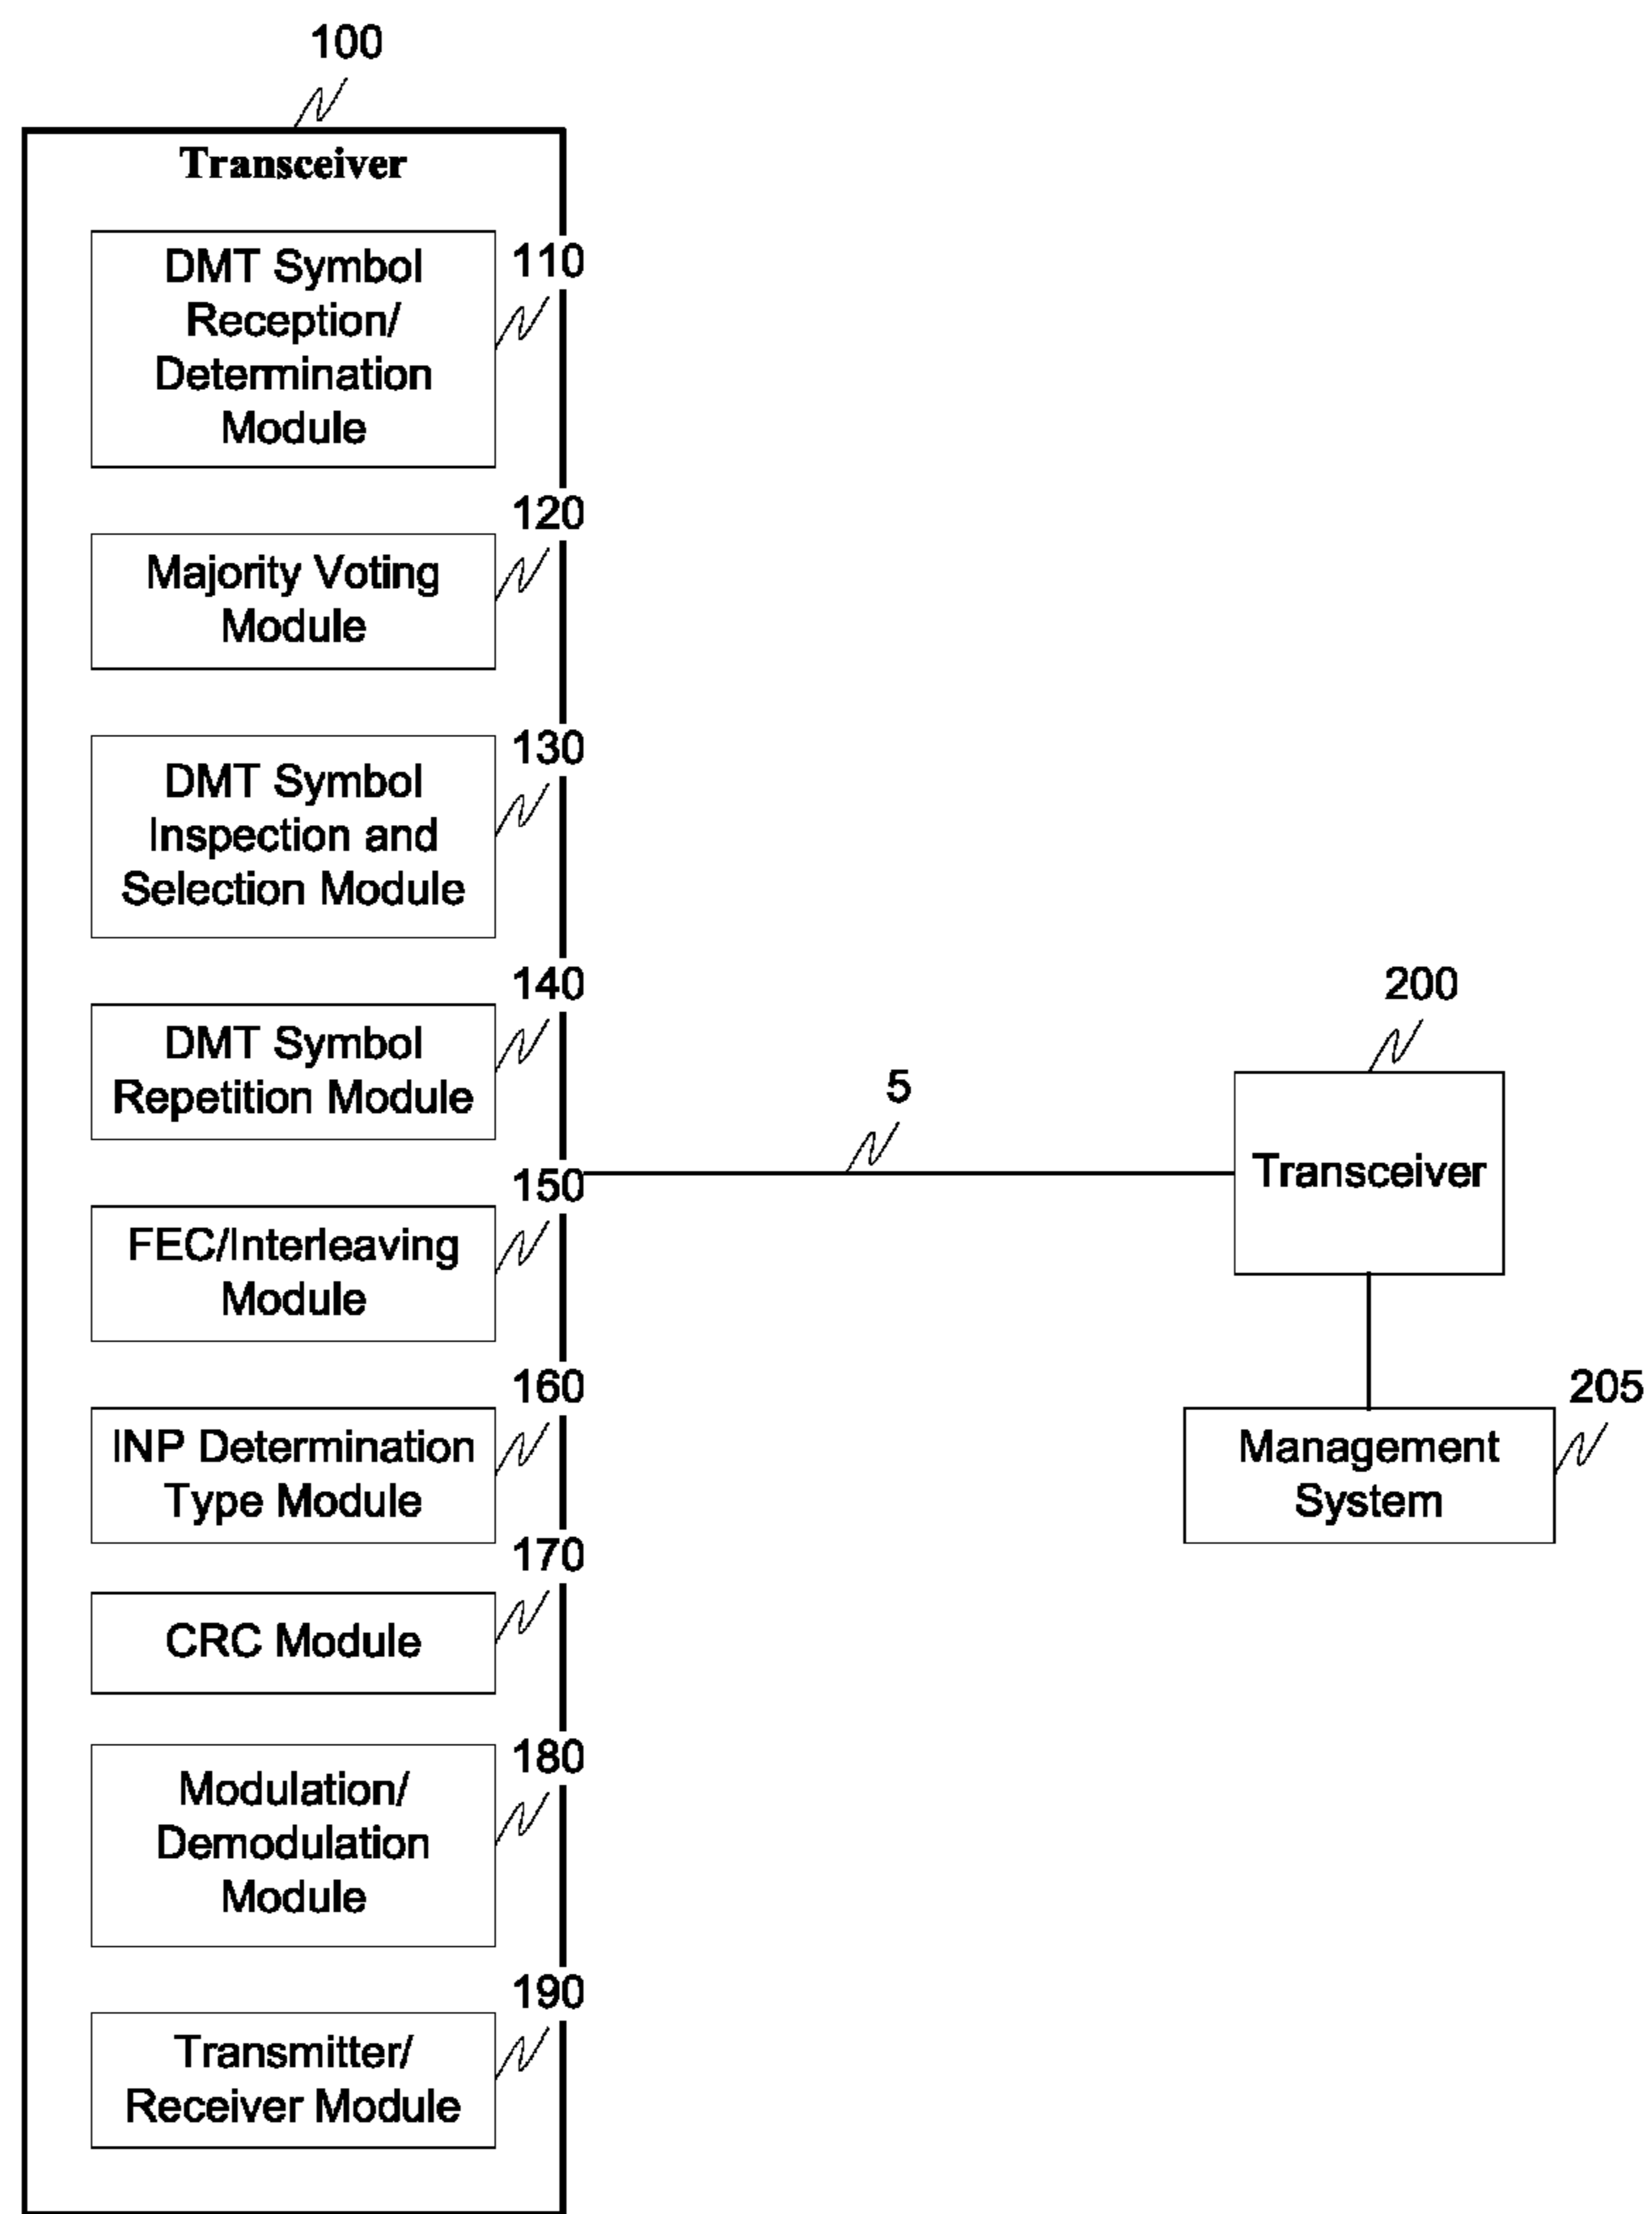 100
Transceiver
110
DMT Symbol
Reception/
Determination
Module
120
Majority Voting
Module
130
DMT Symbol
Inspection and
Selection Module
140
DMT Symbol
Repetition Module
150
FEC/Interleaving
Module
160
INP Determination
Type Module
170
CRC Module
180
Modulation/
Demodulation
Module
190
Transmitter/
Receiver Module
5
200
Transceiver
205
Management
System